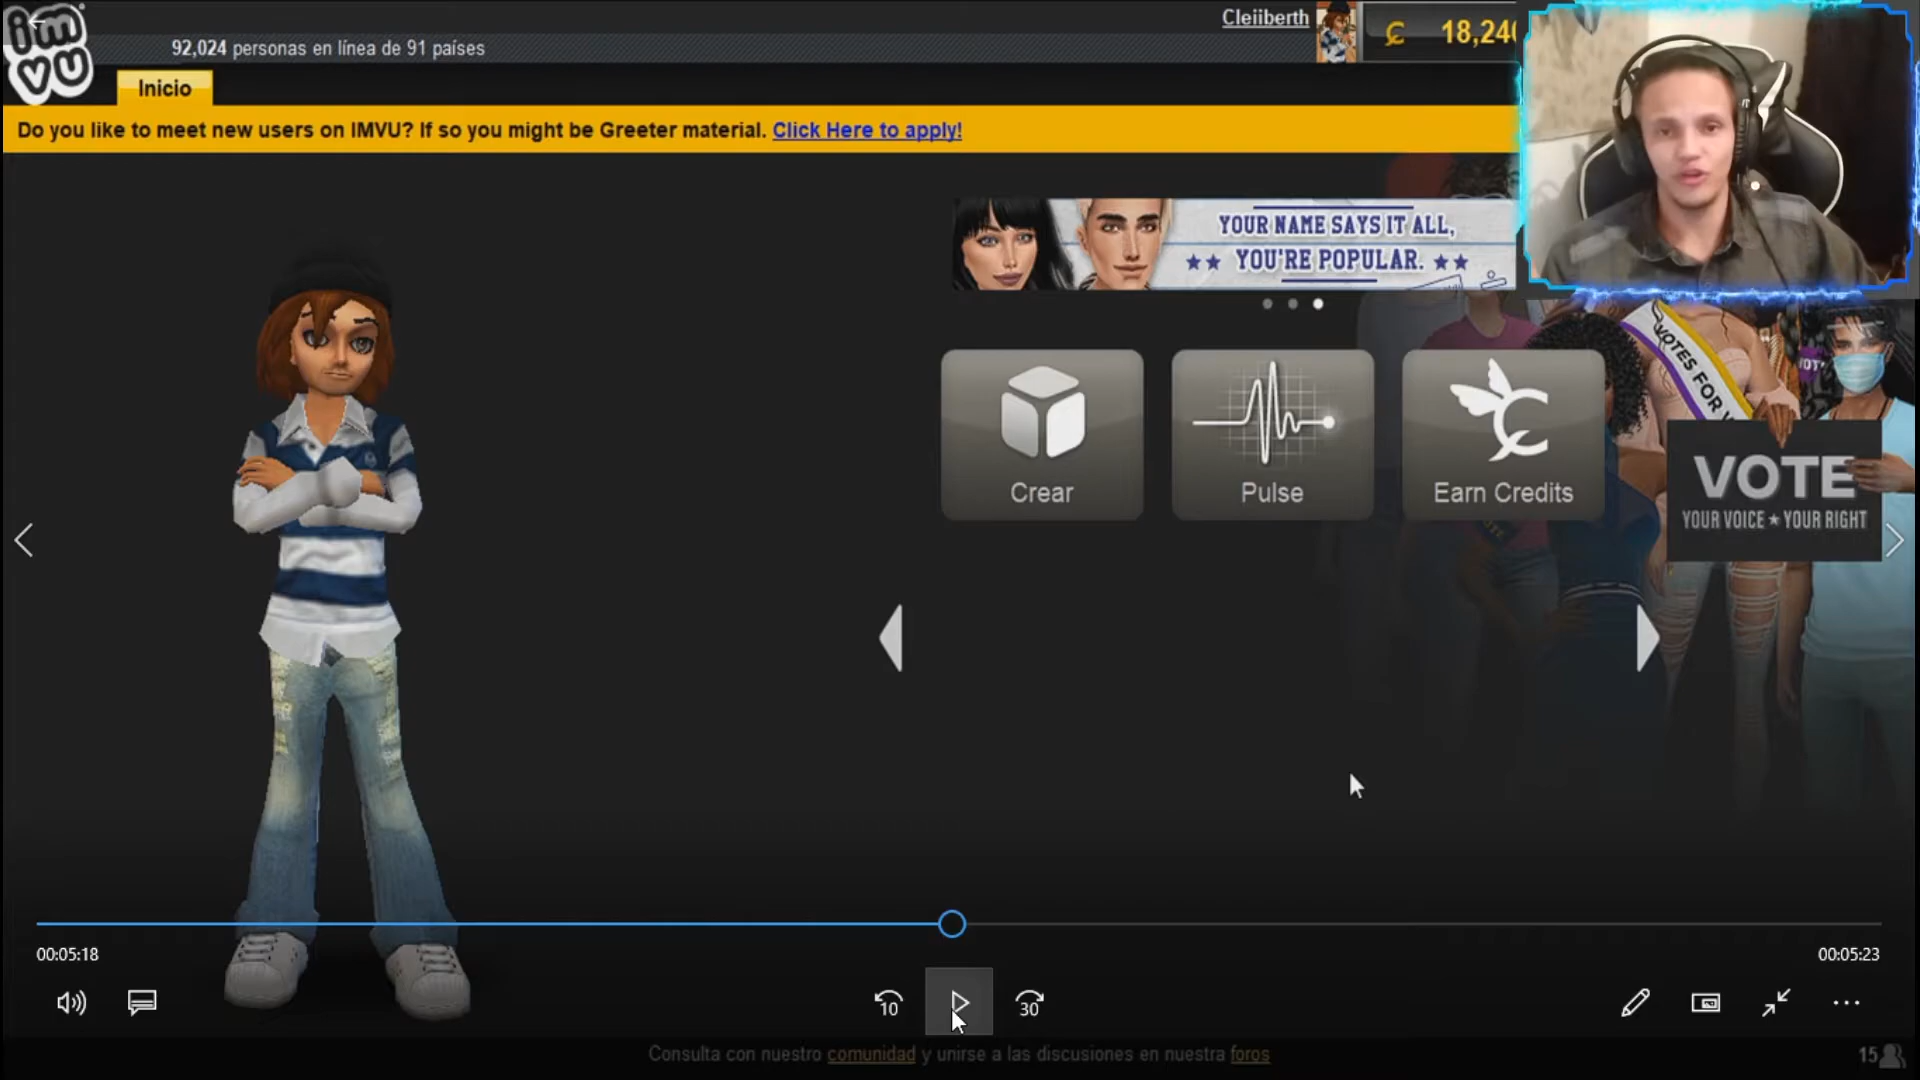 imvu
Cleiiberth
18,24
92,024 personas en línea de 91 países
Inicio
Do you like to meet new users on IMVU? If so you might be Greeter material. Click Here to apply!
YOUR NAME SAYS IT ALL,
★★ YOU'RE POPULAR. ★★
VOTES FOR
VOT
Crear
Pulse
Earn Credits
VOTE
YOUR VOICE ★ YOUR RIGHT
00:05:18
00:05:23
10
30
Consulta con nuestro comunidad y unirse a las discusiones en nuestra foros
15